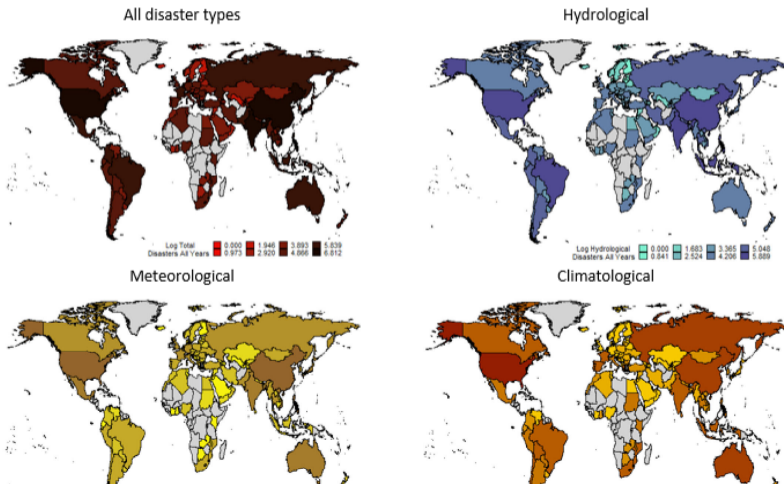 All disaster types
Hydrological
Log Total 0.000 1.946 3.893 5.839
Disasters All Years 0.973 2.920 4.866 6.812
Log Hydrological 0.000 1.683 3.365 5.048
Disasters All Years 0.841 2.524 4.206 5.889
Meteorological
Climatological